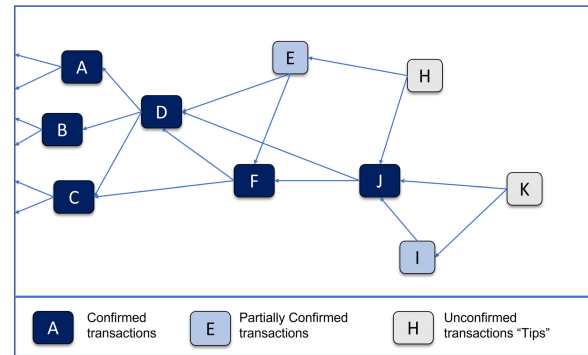 A
E
H
D
B
F
J
K
C
I
A
Confirmed
transactions
E
Partially Confirmed
transactions
H
Unconfirmed
transactions “Tips”